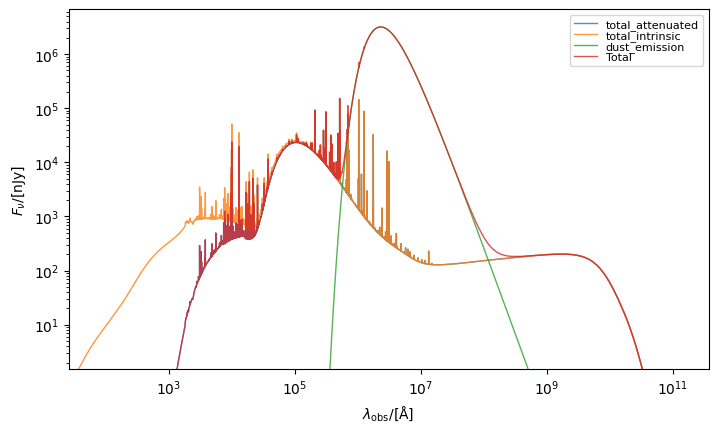 total_attenuated
total_intrinsic
dust_emission
Total
F_ν/[nJy]
10^6
10^5
10^4
10^3
10^2
10^1
10^3 10^5 10^7 10^9 10^11
λ_obs/[Å]